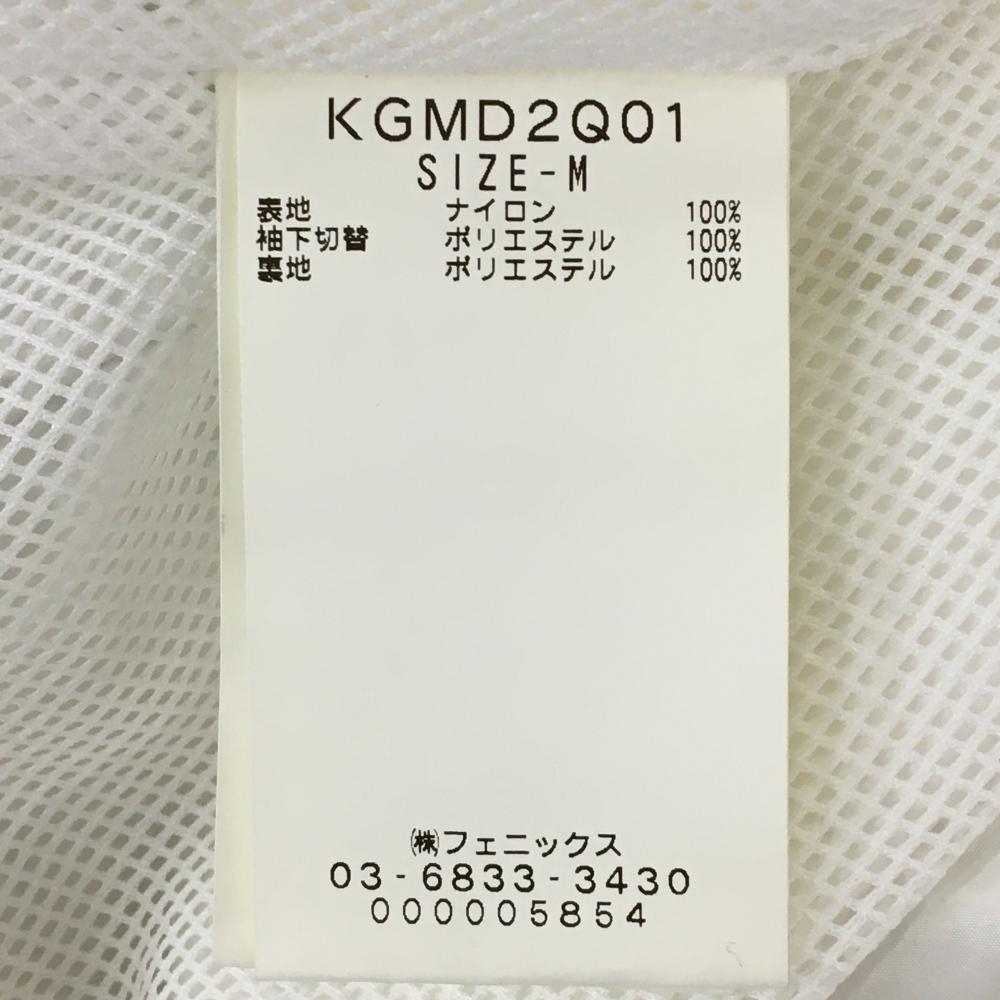 KGMD2Q01
SIZE-M
表地 ナイロン 100%
袖下切替 ポリエステル 100%
裏地 ポリエステル 100%
㈱フェニックス
03-6833-3430
000005854